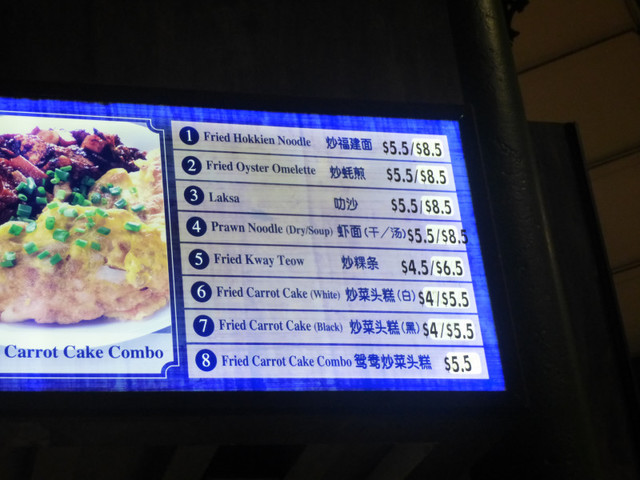 1 Fried Hokkien Noodle 炒福建面 $5.5/$8.5
2 Fried Oyster Omelette 炒蚝煎 $5.5/$8.5
3 Laksa 叻沙 $5.5/$8.5
4 Prawn Noodle (Dry/Soup) 虾面(干/汤) $5.5/$8.5
5 Fried Kway Teow 炒粿条 $4.5/$6.5
6 Fried Carrot Cake (White) 炒菜头糕(白) $4/$5.5
7 Fried Carrot Cake (Black) 炒菜头糕(黑) $4/$5.5
8 Fried Carrot Cake Combo 鸳鸯炒菜头糕 $5.5
Carrot Cake Combo